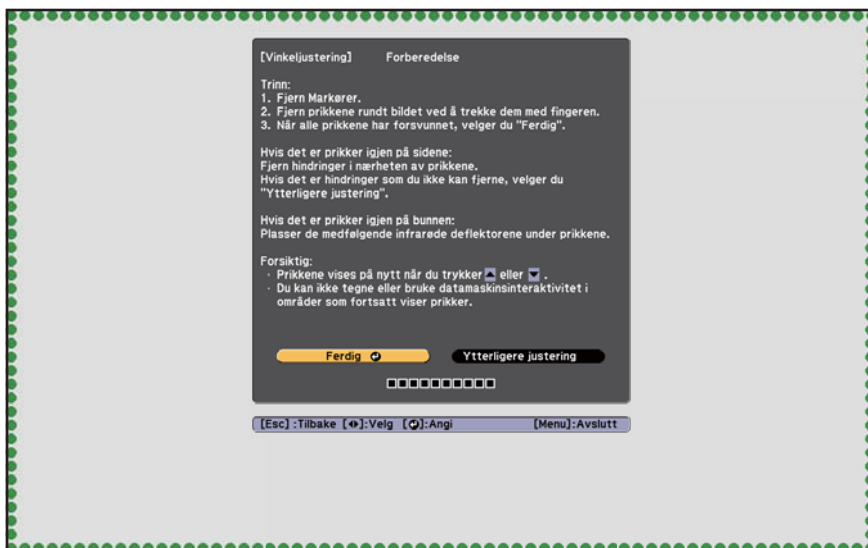 [Vinkeljustering] Forberedelse
Trinn:
1. Fjern Markører.
2. Fjern prikkene rundt bildet ved å trekke dem med fingeren.
3. Når alle prikkene har forsvunnet, velger du "Ferdig".
Hvis det er prikker igjen på sidene:
Fjern hindringer i nærheten av prikkene.
Hvis det er hindringer som du ikke kan fjerne, velger du
"Ytterligere justering".
Hvis det er prikker igjen på bunnen:
Plasser de medfølgende infrarøde deflektorene under prikkene.
Forsiktig:
· Prikkene vises på nytt når du trykker ▲ eller ▼ .
· Du kan ikke tegne eller bruke datamaskinsinteraktivitet i
områder som fortsatt viser prikker.
Ferdig Ytterligere justering
[Esc] :Tilbake [◆]:Velg [↵]:Angi [Menu]:Avslutt